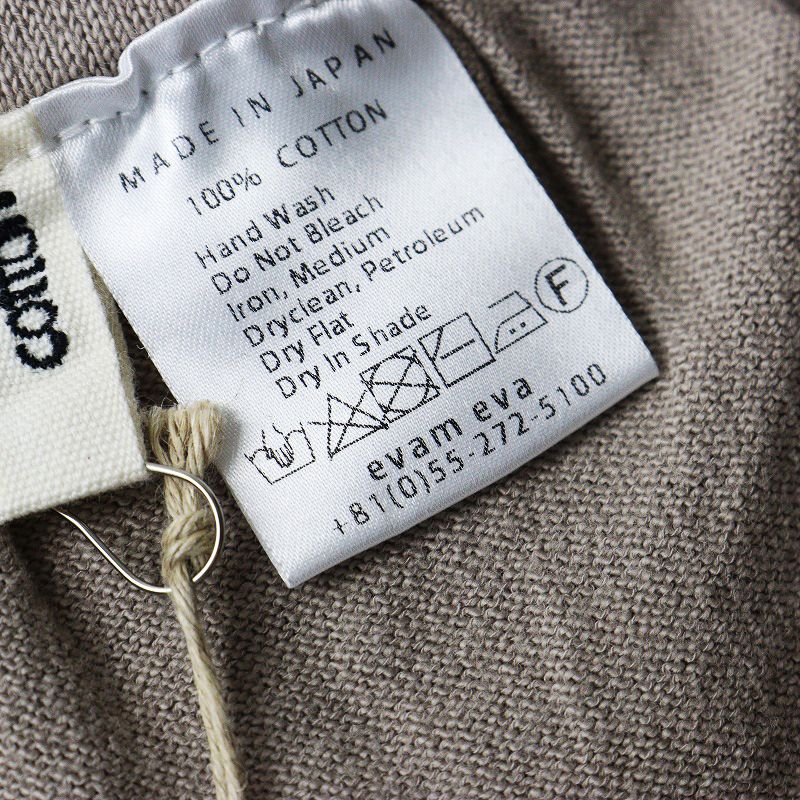 MADE IN JAPAN
100% COTTON
Hand Wash
Do Not Bleach
Iron, Medium
Dryclean, Petroleum
Dry Flat
Dry In Shade
F
evam eva
+81(0)55-272-5100